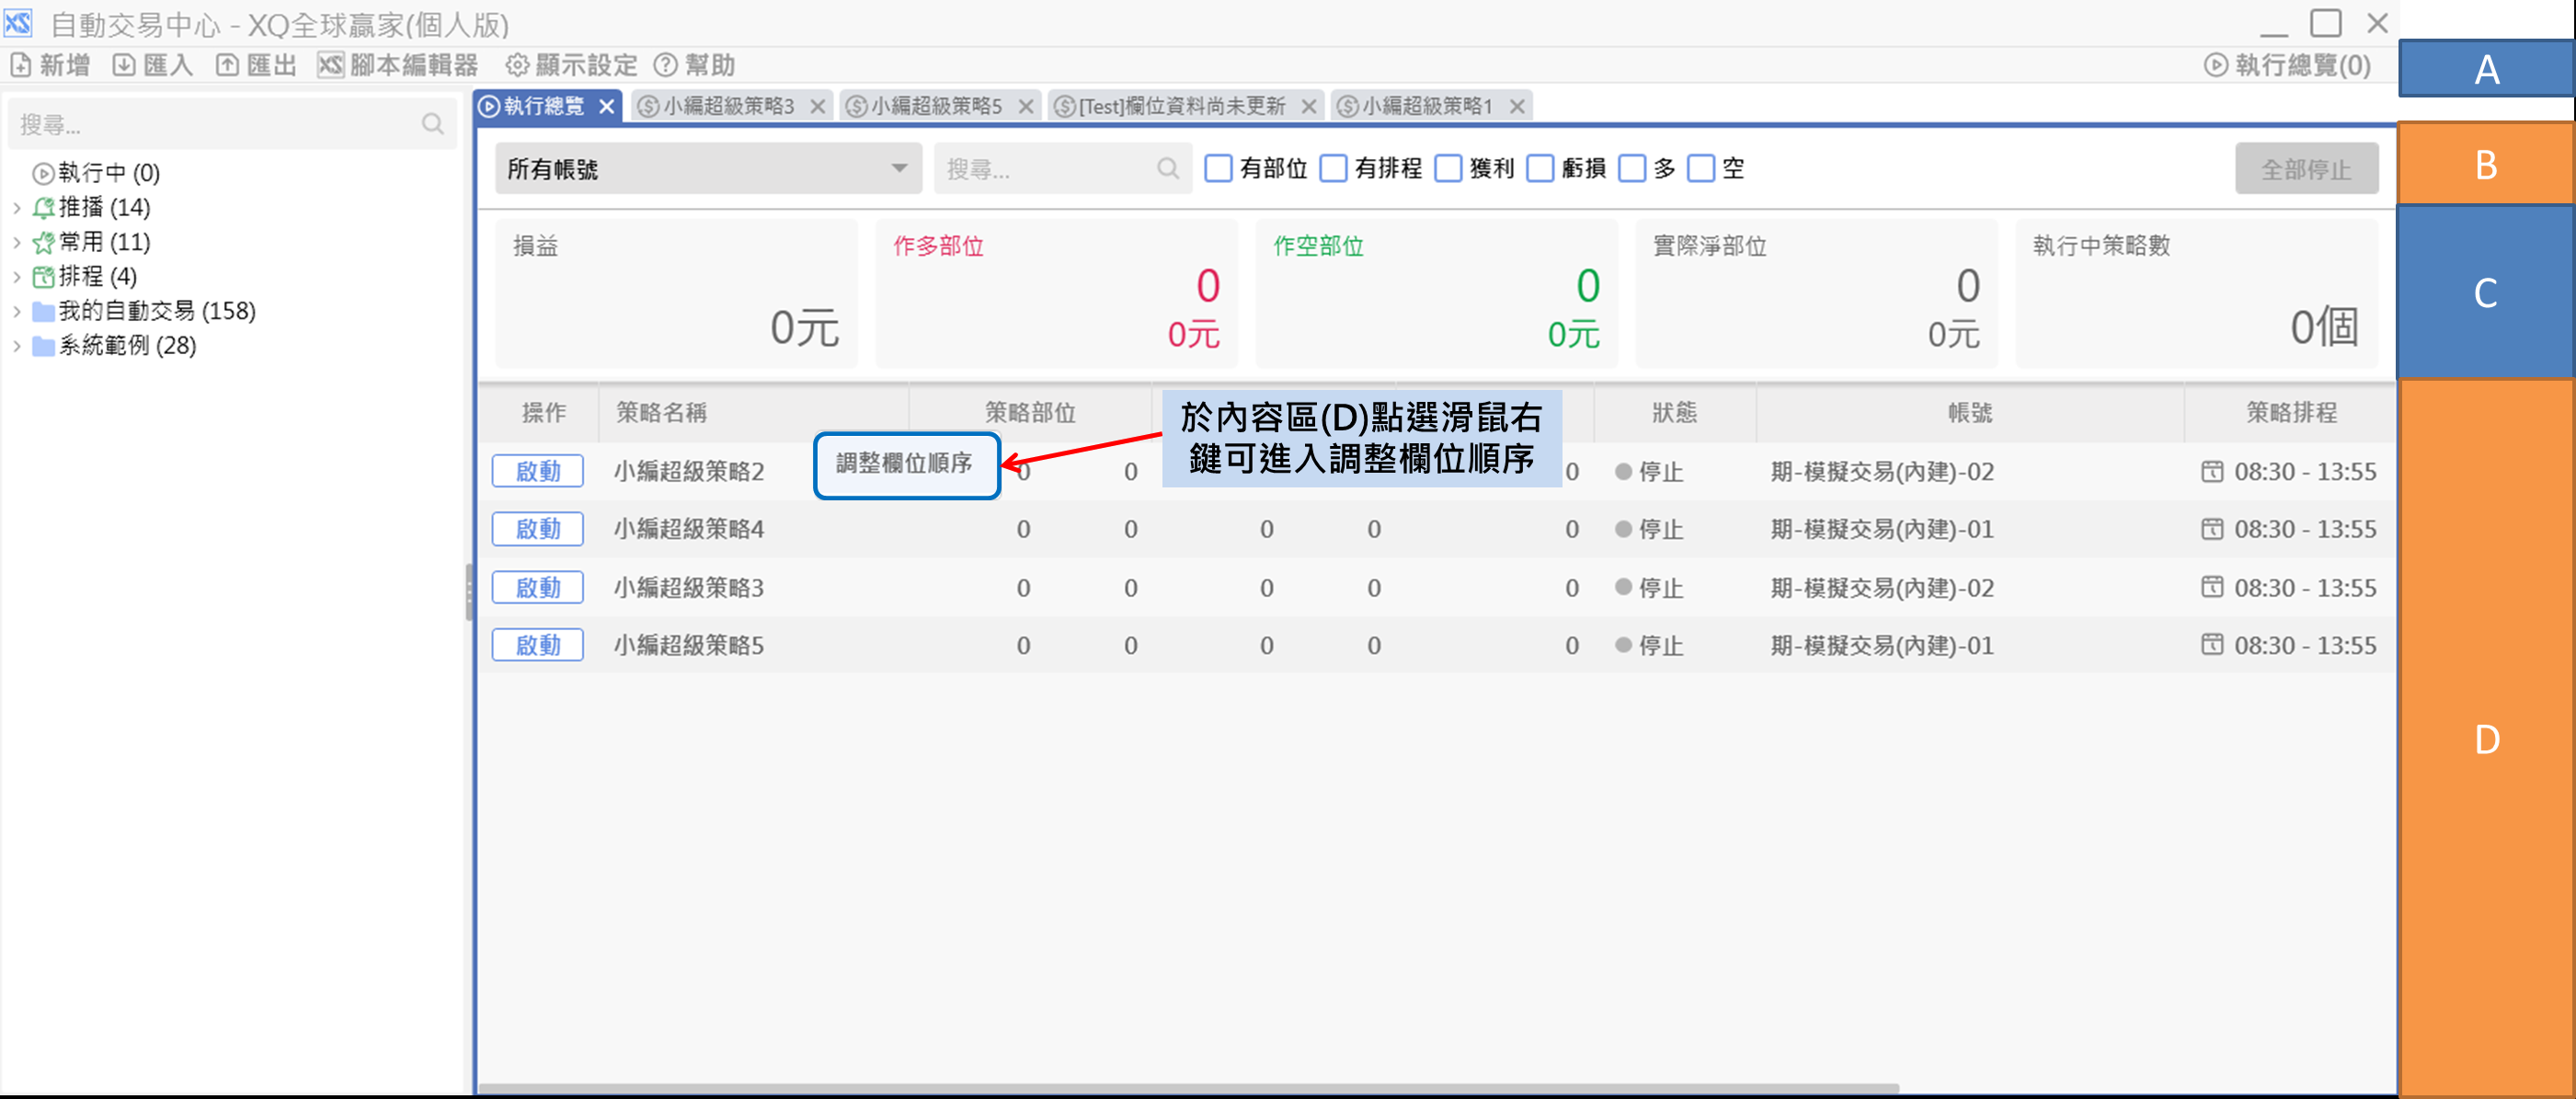 自動交易中心 - XQ全球贏家(個人版)
新增 匯入 匯出 XS 腳本編輯器 顯示設定 幫助 執行總覽(0)
A
搜尋...
執行中 (0)
推播 (14)
常用 (11)
排程 (4)
我的自動交易 (158)
系統範例 (28)
執行總覽 小編超級策略3 小編超級策略5 [Test]欄位資料尚未更新 小編超級策略1
所有帳號 搜尋... 有部位 有排程 獲利 虧損 多 空 全部停止
B
損益 作多部位 作空部位 實際淨部位 執行中策略數
0 0 0
0元 0元 0元 0元 0個
C
操作 策略名稱 策略部位 狀態 帳號 策略排程
於內容區(D)點選滑鼠右
鍵可進入調整欄位順序
調整欄位順序
啟動 小編超級策略2 0 0 0 停止 期-模擬交易(內建)-02 08:30 - 13:55
啟動 小編超級策略4 0 0 0 0 0 停止 期-模擬交易(內建)-01 08:30 - 13:55
啟動 小編超級策略3 0 0 0 0 0 停止 期-模擬交易(內建)-02 08:30 - 13:55
啟動 小編超級策略5 0 0 0 0 0 停止 期-模擬交易(內建)-01 08:30 - 13:55
D